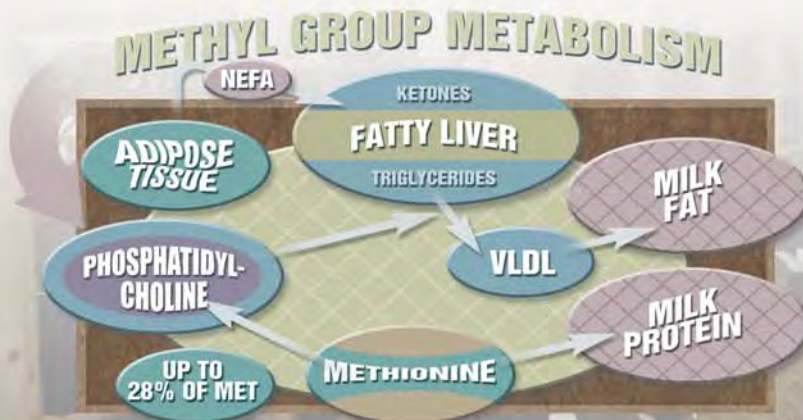 METHYL GROUP METABOLISM
NEFA
KETONES
FATTY LIVER
TRIGLYCERIDES
ADIPOSE
TISSUE
MILK
FAT
PHOSPHATIDYL-
CHOLINE
VLDL
MILK
PROTEIN
UP TO
28% OF MET
METHIONINE